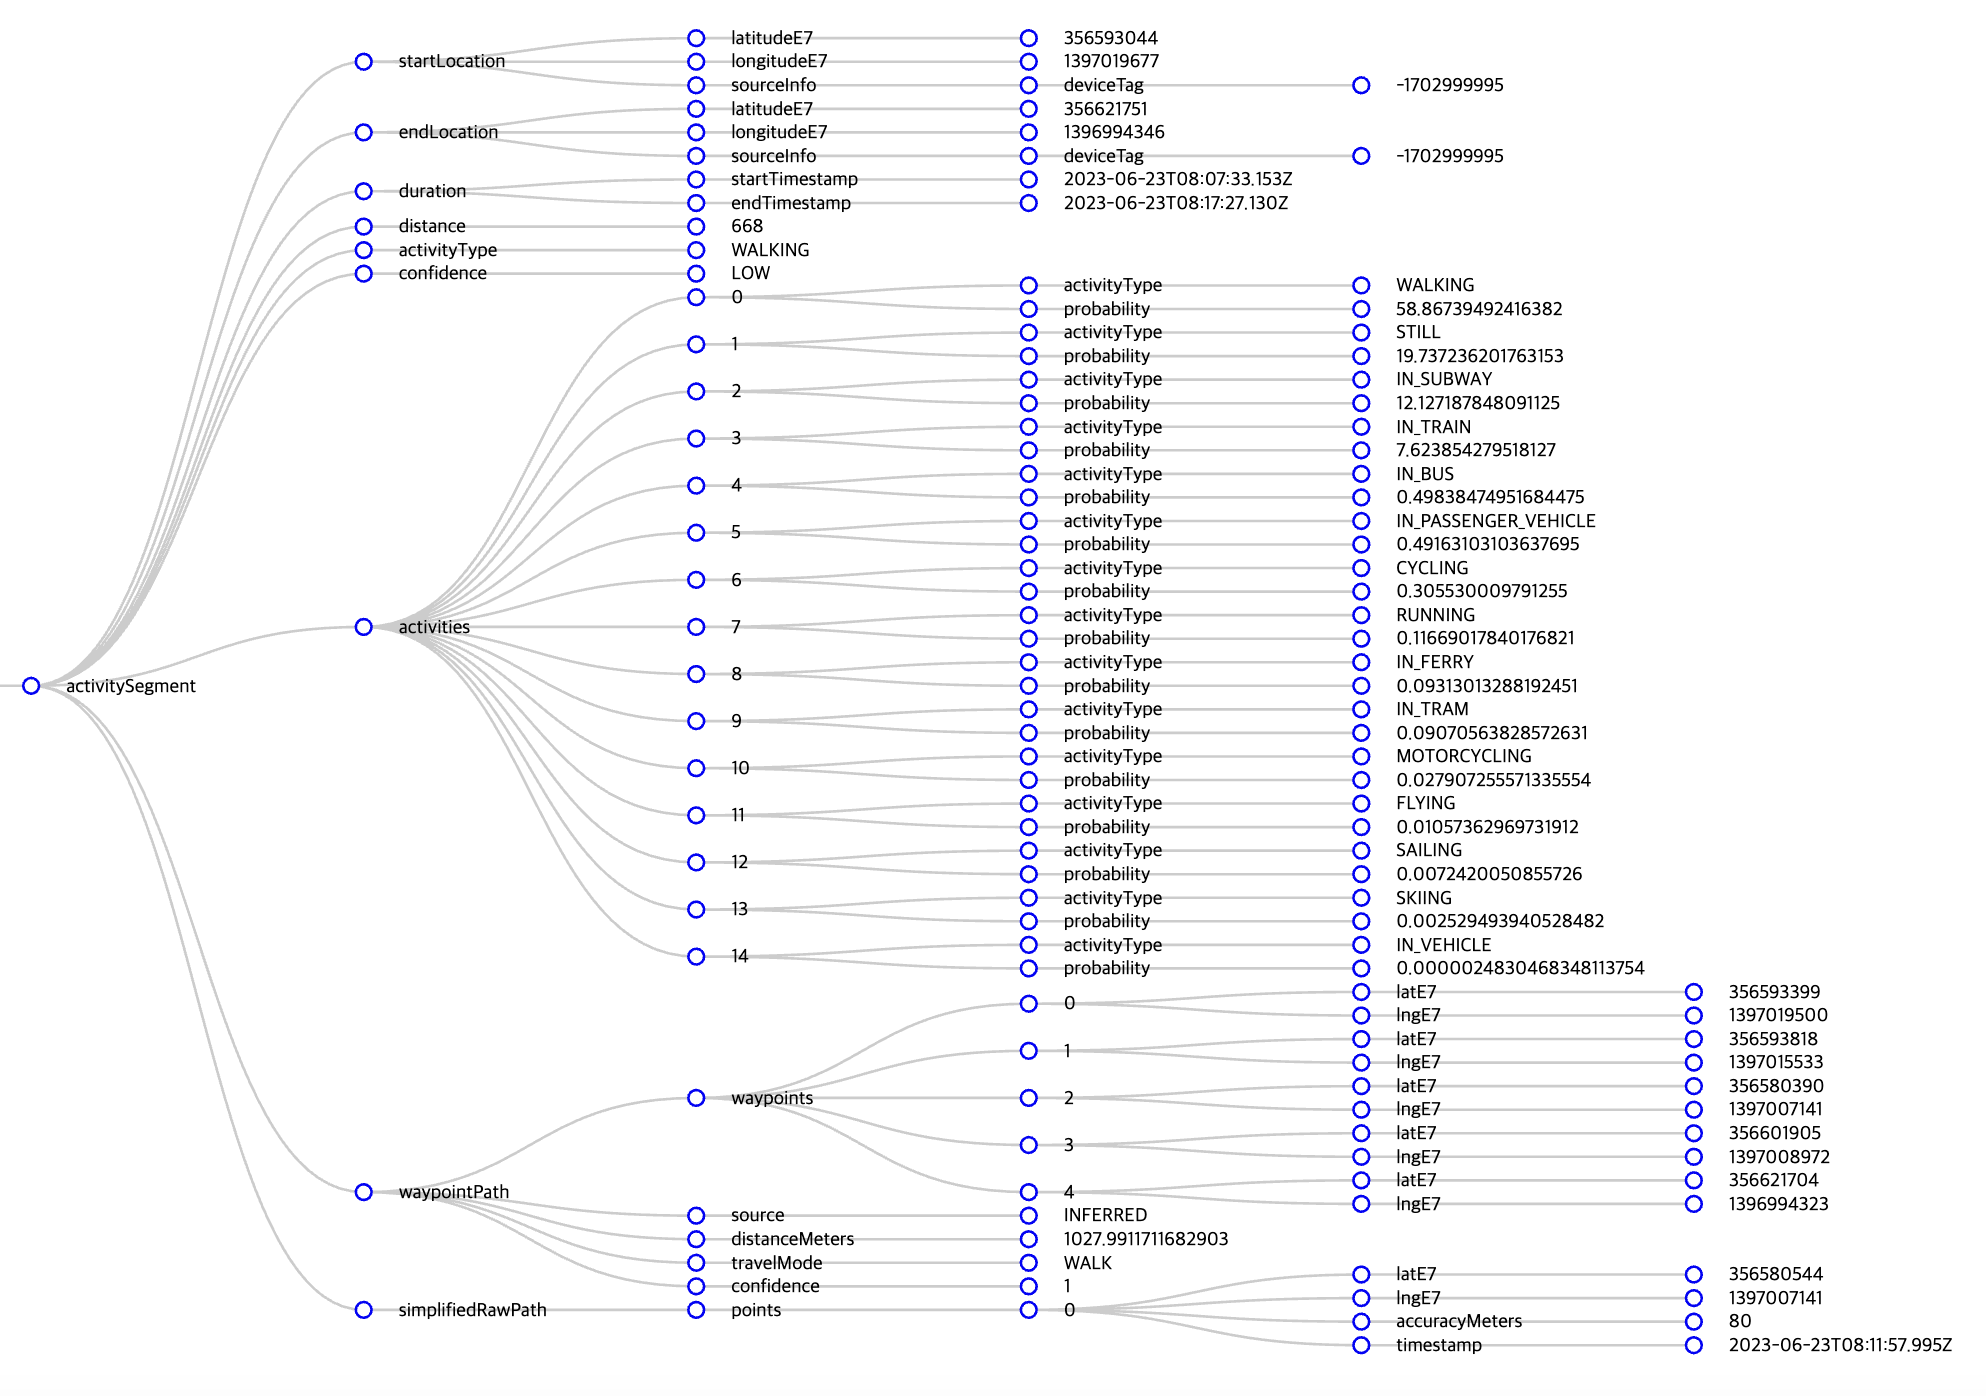 latitudeE7 356593044
startLocation longitudeE7 1397019677
sourceInfo deviceTag -1702999995
latitudeE7 356621751
endLocation longitudeE7 1396994346
sourceInfo deviceTag -1702999995
startTimestamp 2023-06-23T08:07:33.153Z
duration
endTimestamp 2023-06-23T08:17:27.130Z
distance 668
activityType WALKING
confidence LOW
activityType WALKING
0
probability 58.86739492416382
activityType STILL
1
probability 19.737236201763153
activityType IN_SUBWAY
2
probability 12.127187848091125
activityType IN_TRAIN
3
probability 7.623854279518127
activityType IN_BUS
4
probability 0.49838474951684475
activityType IN_PASSENGER_VEHICLE
5
probability 0.49163103103637695
activityType CYCLING
6
probability 0.305530009791255
activityType RUNNING
activities 7
probability 0.11669017840176821
activityType IN_FERRY
8
activitySegment probability 0.09313013288192451
activityType IN_TRAM
9
probability 0.09070563828572631
activityType MOTORCYCLING
10
probability 0.027907255571335554
activityType FLYING
11
probability 0.01057362969731912
activityType SAILING
12
probability 0.0072420050855726
activityType SKIING
13
probability 0.002529493940528482
activityType IN_VEHICLE
14
probability 0.0000024830468348113754
latE7 356593399
0
lngE7 1397019500
latE7 356593818
1
lngE7 1397015533
latE7 356580390
waypoints 2
lngE7 1397007141
latE7 356601905
3
lngE7 1397008972
latE7 356621704
waypointPath 4
lngE7 1396994323
source INFERRED
distanceMeters 1027.9911711682903
travelMode WALK
latE7 356580544
confidence 1
lngE7 1397007141
simplifiedRawPath points 0
accuracyMeters 80
timestamp 2023-06-23T08:11:57.995Z